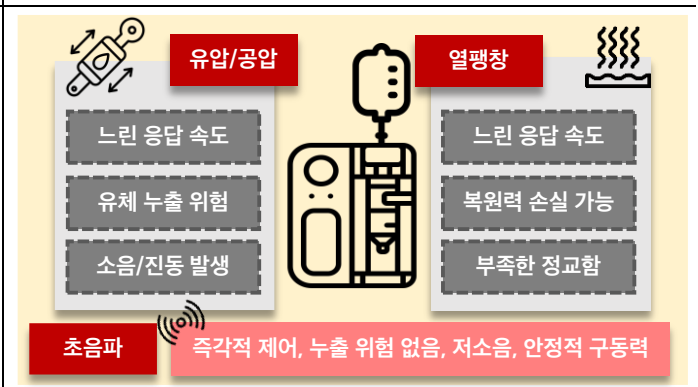 유압/공압
느린 응답 속도
유체 누출 위험
소음/진동 발생
열팽창
느린 응답 속도
복원력 손실 가능
부족한 정교함
초음파
즉각적 제어, 누출 위험 없음, 저소음, 안정적 구동력